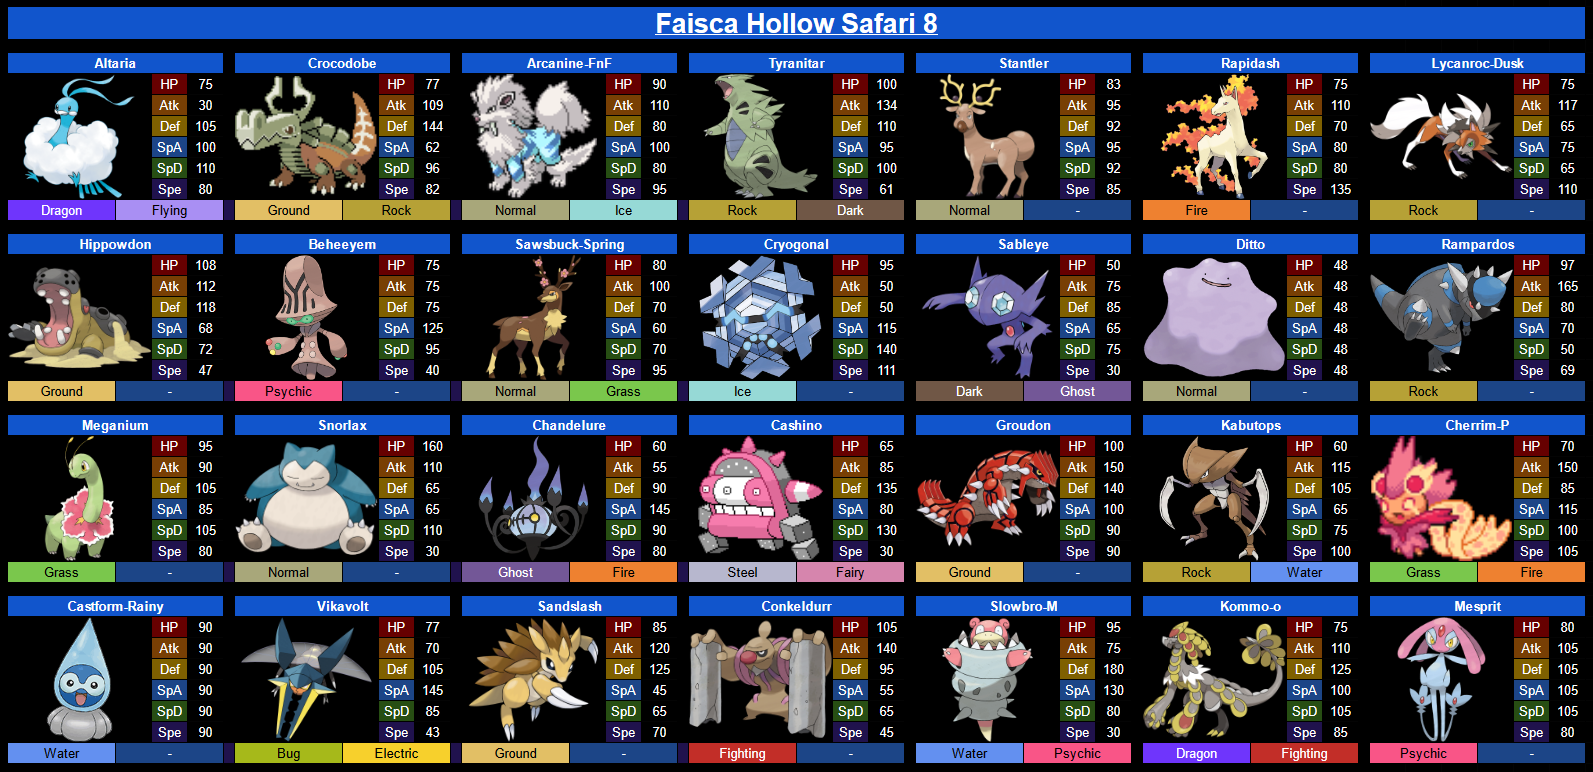 Faisca Hollow Safari 8
Altaria
HP 75
Atk 30
Def 105
SpA 100
SpD 110
Spe 80
Dragon Flying
Crocodobe
HP 77
Atk 109
Def 144
SpA 62
SpD 96
Spe 82
Ground Rock
Arcanine-FnF
HP 90
Atk 110
Def 80
SpA 100
SpD 80
Spe 95
Normal Ice
Tyranitar
HP 100
Atk 134
Def 110
SpA 95
SpD 100
Spe 61
Rock Dark
Stantler
HP 83
Atk 95
Def 92
SpA 95
SpD 92
Spe 85
Normal -
Rapidash
HP 75
Atk 110
Def 70
SpA 80
SpD 80
Spe 135
Fire -
Lycanroc-Dusk
HP 75
Atk 117
Def 65
SpA 75
SpD 65
Spe 110
Rock -
Hippowdon
HP 108
Atk 112
Def 118
SpA 68
SpD 72
Spe 47
Ground -
Beheeyem
HP 75
Atk 75
Def 75
SpA 125
SpD 95
Spe 40
Psychic -
Sawsbuck-Spring
HP 80
Atk 100
Def 70
SpA 60
SpD 70
Spe 95
Normal Grass
Cryogonal
HP 95
Atk 50
Def 50
SpA 115
SpD 140
Spe 111
Ice -
Sableye
HP 50
Atk 75
Def 85
SpA 65
SpD 75
Spe 30
Dark Ghost
Ditto
HP 48
Atk 48
Def 48
SpA 48
SpD 48
Spe 48
Normal -
Rampardos
HP 97
Atk 165
Def 80
SpA 70
SpD 50
Spe 69
Rock -
Meganium
HP 95
Atk 90
Def 105
SpA 85
SpD 105
Spe 80
Grass -
Snorlax
HP 160
Atk 110
Def 65
SpA 65
SpD 110
Spe 30
Normal -
Chandelure
HP 60
Atk 55
Def 90
SpA 145
SpD 90
Spe 80
Ghost Fire
Cashino
HP 65
Atk 85
Def 135
SpA 80
SpD 130
Spe 30
Steel Fairy
Groudon
HP 100
Atk 150
Def 140
SpA 100
SpD 90
Spe 90
Ground -
Kabutops
HP 60
Atk 115
Def 105
SpA 65
SpD 75
Spe 100
Rock Water
Cherrim-P
HP 70
Atk 150
Def 85
SpA 115
SpD 100
Spe 105
Grass Fire
Castform-Rainy
HP 90
Atk 90
Def 90
SpA 90
SpD 90
Spe 90
Water -
Vikavolt
HP 77
Atk 70
Def 105
SpA 145
SpD 85
Spe 43
Bug Electric
Sandslash
HP 85
Atk 120
Def 125
SpA 45
SpD 65
Spe 70
Ground -
Conkeldurr
HP 105
Atk 140
Def 95
SpA 55
SpD 65
Spe 45
Fighting -
Slowbro-M
HP 95
Atk 75
Def 180
SpA 130
SpD 80
Spe 30
Water Psychic
Kommo-o
HP 75
Atk 110
Def 125
SpA 100
SpD 105
Spe 85
Dragon Fighting
Mesprit
HP 80
Atk 105
Def 105
SpA 105
SpD 105
Spe 80
Psychic -